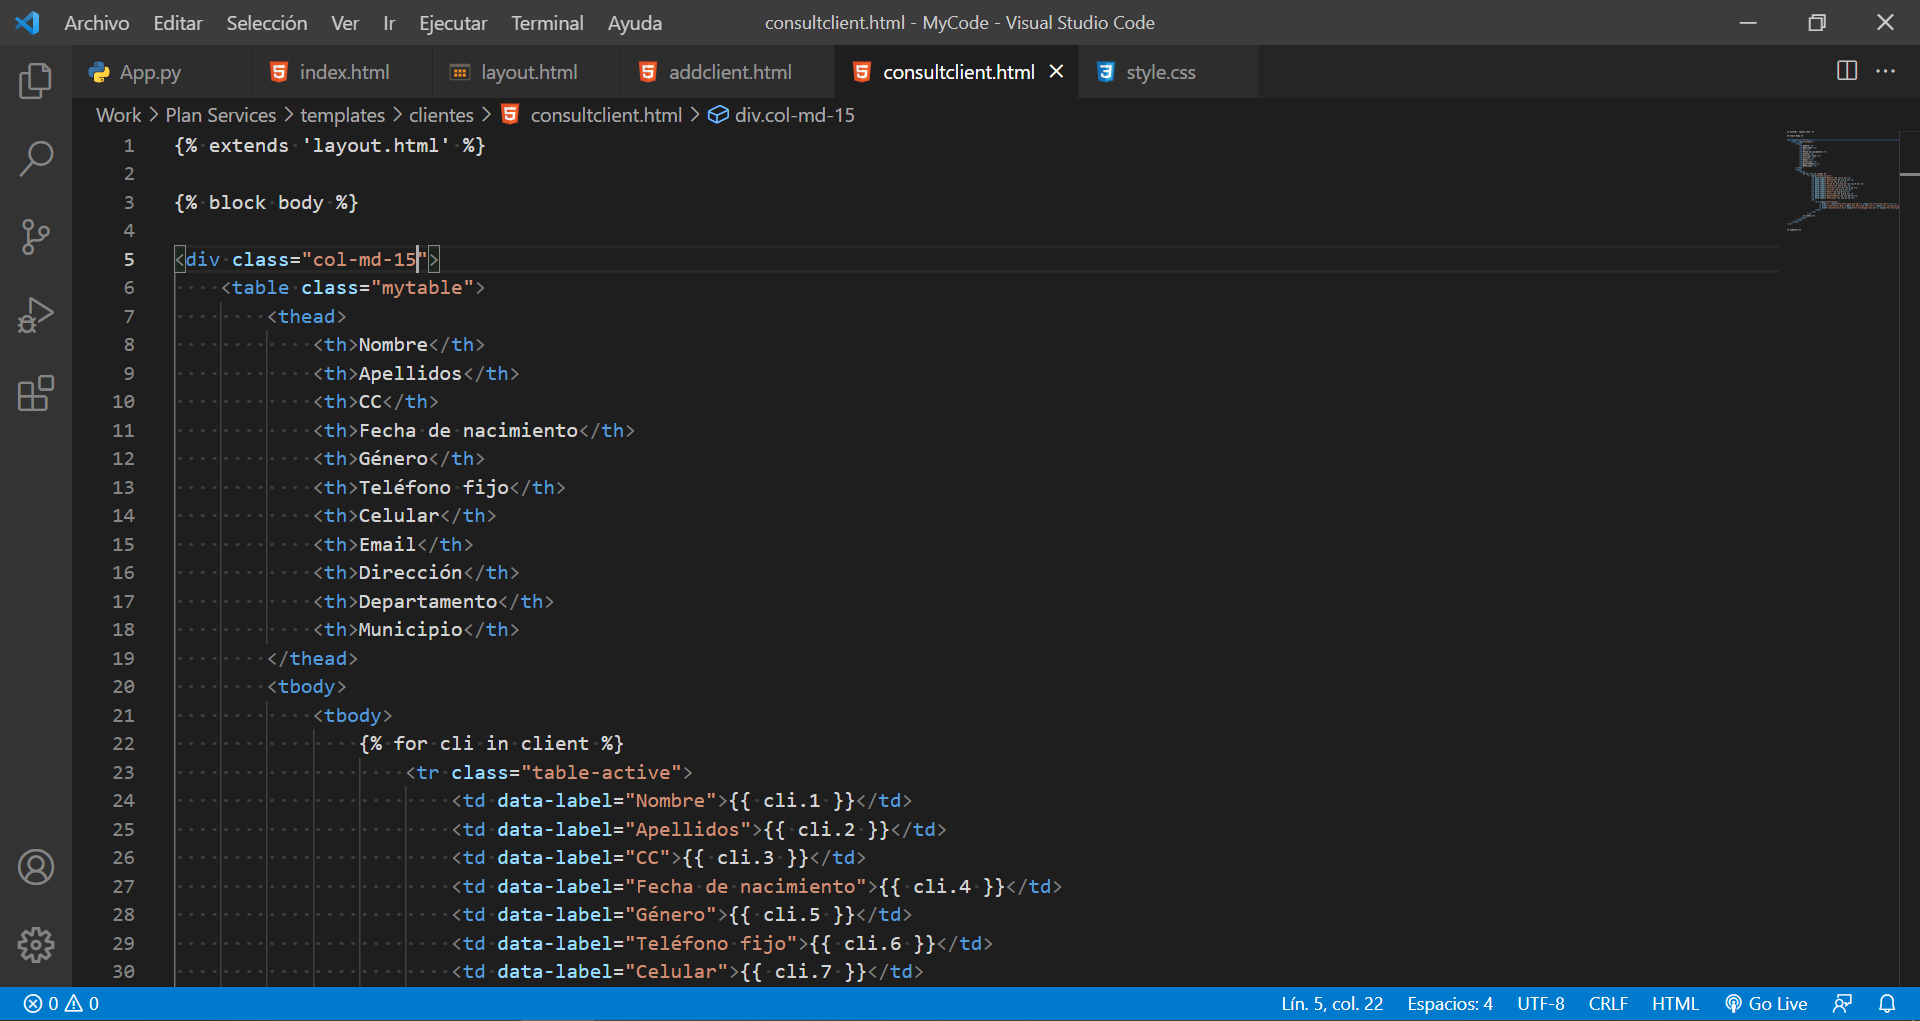 Archivo Editar Selección Ver Ir Ejecutar Terminal Ayuda consultclient.html - MyCode - Visual Studio Code
App.py index.html layout.html addclient.html consultclient.html style.css
Work > Plan Services > templates > clientes > consultclient.html > div.col-md-15
1 {% extends 'layout.html' %}
2
3 {% block body %}
4
5 <div class="col-md-15">
6 <table class="mytable">
7 <thead>
8 <th>Nombre</th>
9 <th>Apellidos</th>
10 <th>CC</th>
11 <th>Fecha de nacimiento</th>
12 <th>Género</th>
13 <th>Teléfono fijo</th>
14 <th>Celular</th>
15 <th>Email</th>
16 <th>Dirección</th>
17 <th>Departamento</th>
18 <th>Municipio</th>
19 </thead>
20 <tbody>
21 <tbody>
22 {% for cli in client %}
23 <tr class="table-active">
24 <td data-label="Nombre">{{ cli.1 }}</td>
25 <td data-label="Apellidos">{{ cli.2 }}</td>
26 <td data-label="CC">{{ cli.3 }}</td>
27 <td data-label="Fecha de nacimiento">{{ cli.4 }}</td>
28 <td data-label="Género">{{ cli.5 }}</td>
29 <td data-label="Teléfono fijo">{{ cli.6 }}</td>
30 <td data-label="Celular">{{ cli.7 }}</td>
0 0 Lín. 5, col. 22 Espacios: 4 UTF-8 CRLF HTML Go Live